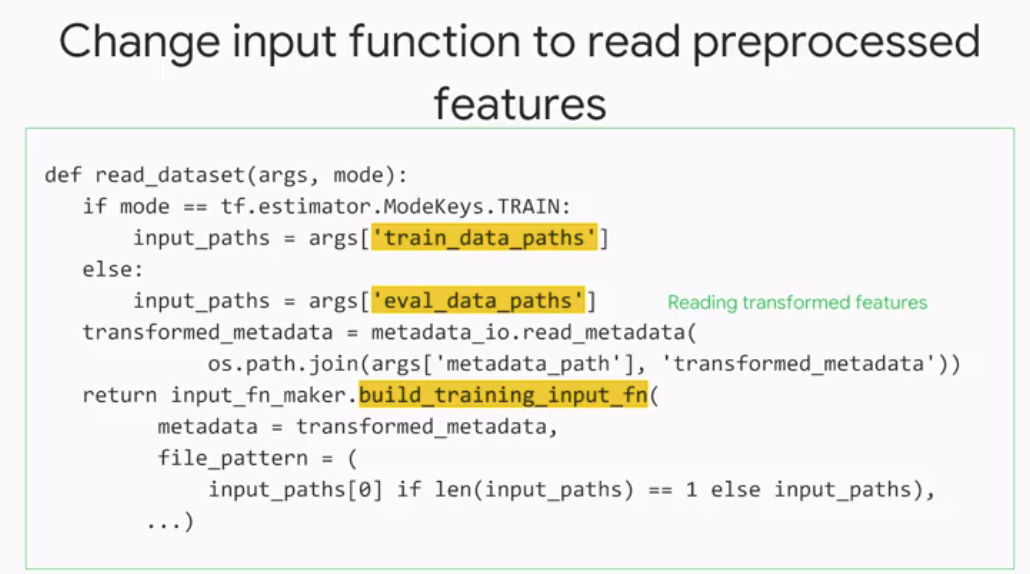 Change input function to read preprocessed
features
def read_dataset(args, mode):
if mode == tf.estimator.ModeKeys.TRAIN:
input_paths = args['train_data_paths']
else:
input_paths = args['eval_data_paths']
Reading transformed features
transformed_metadata = metadata_io.read_metadata(
os.path.join(args['metadata_path'], 'transformed_metadata'))
return input_fn_maker.build_training_input_fn(
metadata = transformed_metadata,
file_pattern = (
input_paths[0] if len(input_paths) == 1 else input_paths),
...)